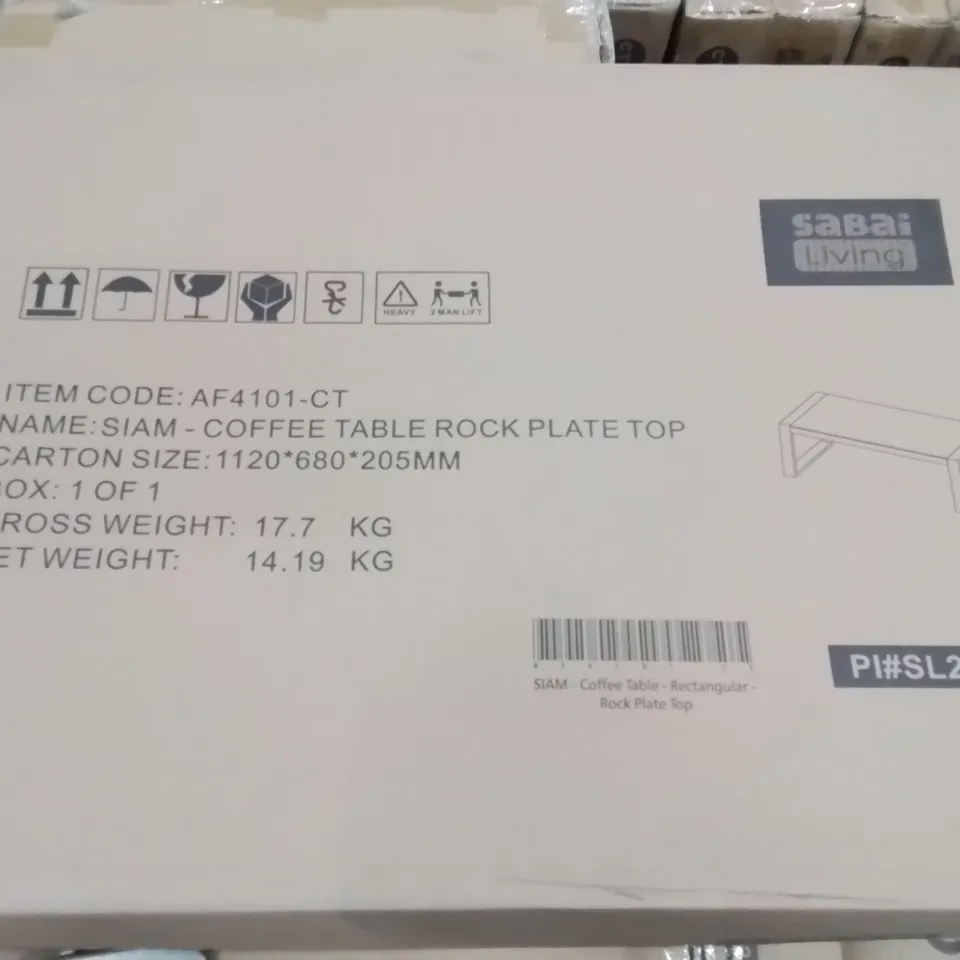 sabai
Living
HEAVY 2 MAN LIFT
ITEM CODE: AF4101-CT
NAME: SIAM - COFFEE TABLE ROCK PLATE TOP
CARTON SIZE: 1120*680*205MM
OX: 1 OF 1
ROSS WEIGHT: 17.7 KG
ET WEIGHT: 14.19 KG
SIAM - Coffee Table - Rectangular -
Rock Plate Top
PI#SL2